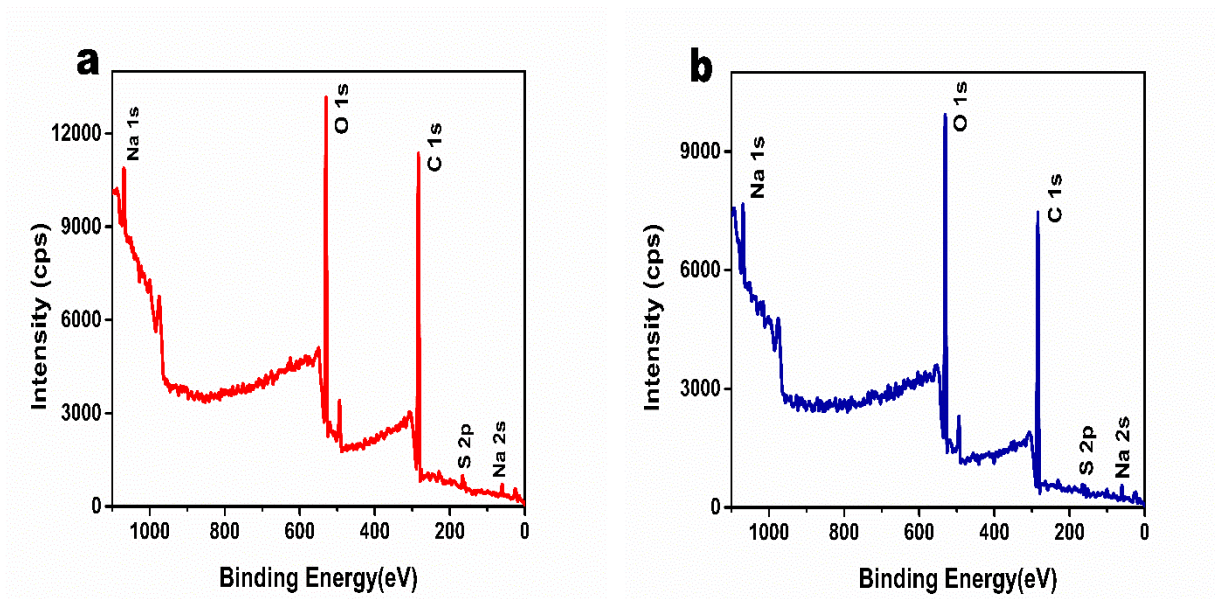 a
Na 1s
O 1s
C 1s
S 2p
Na 2s
12000
9000
6000
3000
0
1000
800
600
400
200
0
Intensity (cps)
Binding Energy(eV)
b
Na 1s
O 1s
C 1s
S 2p
Na 2s
9000
6000
3000
0
1000
800
600
400
200
0
Intensity (cps)
Binding Energy(eV)